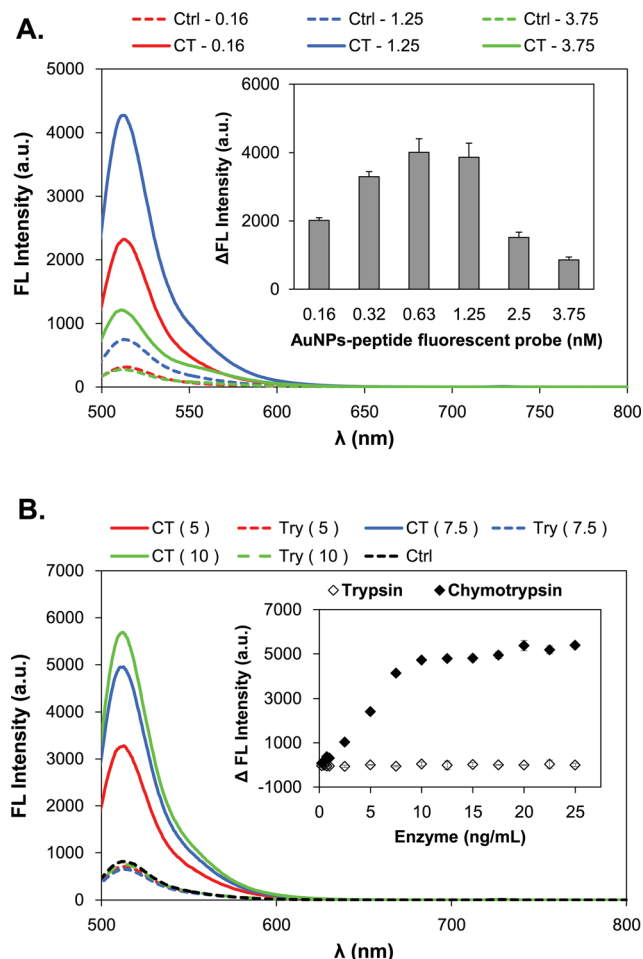 A.
Ctrl - 0.16 Ctrl - 1.25 Ctrl - 3.75
CT - 0.16 CT - 1.25 CT - 3.75
5000
4000
3000
2000
1000
0
FL Intensity (a.u.)
500 550 600 650 700 750 800
λ (nm)
6000
4000
2000
0
ΔFL Intensity (a.u.)
0.16 0.32 0.63 1.25 2.5 3.75
AuNPs-peptide fluorescent probe (nM)
B.
CT ( 5 ) Try ( 5 ) CT ( 7.5 ) Try ( 7.5 )
CT ( 10 ) Try ( 10 ) Ctrl
7000
6000
5000
4000
3000
2000
1000
0
FL Intensity (a.u.)
500 600 700 800
λ (nm)
Trypsin Chymotrypsin
7000
5000
3000
1000
-1000
Δ FL Intensity (a.u.)
0 5 10 15 20 25
Enzyme (ng/mL)